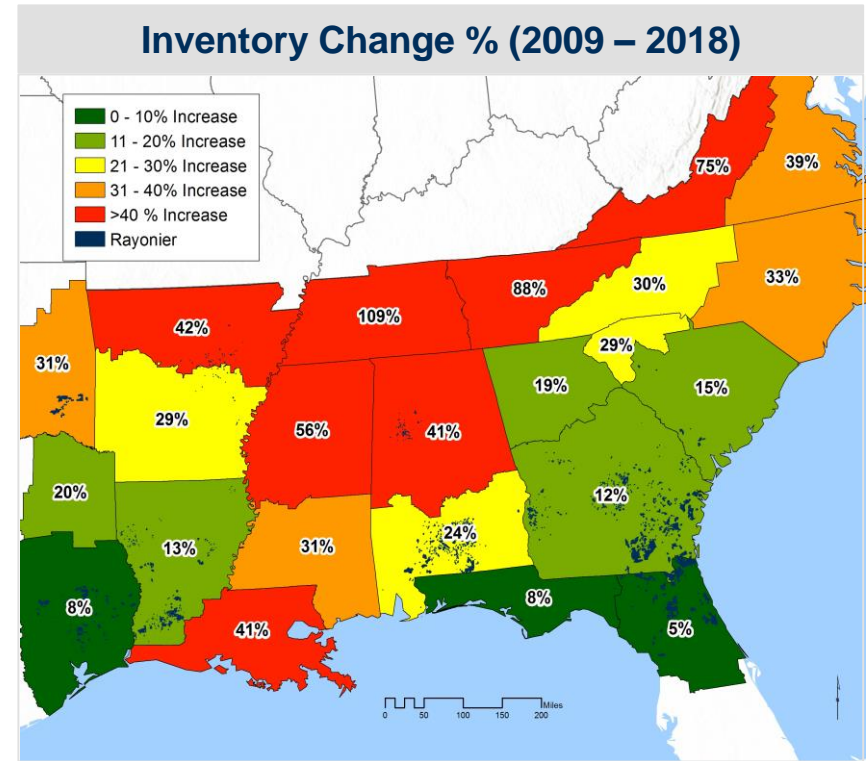 Inventory Change % (2009 – 2018)
0 - 10% Increase
11 - 20% Increase
21 - 30% Increase
31 - 40% Increase
>40 % Increase
Rayonier
75%
39%
88%
30%
33%
109%
42%
31%
29%
19%
15%
29%
56%
41%
20%
12%
13%
31%
24%
8%
8%
5%
41%
Miles
0 50 100 150 200